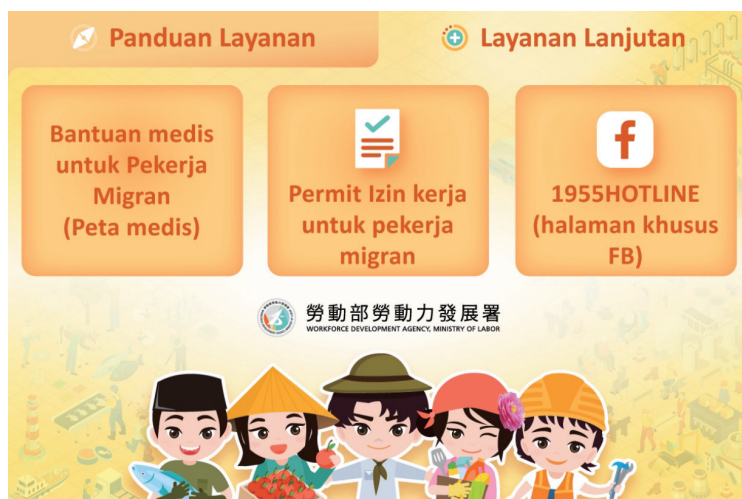 Panduan Layanan
Layanan Lanjutan
Bantuan medis
untuk Pekerja
Migran
(Peta medis)
Permit Izin kerja
untuk pekerja
migran
f
1955HOTLINE
(halaman khusus
FB)
勞動部勞動力發展署
WORKFORCE DEVELOPMENT AGENCY, MINISTRY OF LABOR